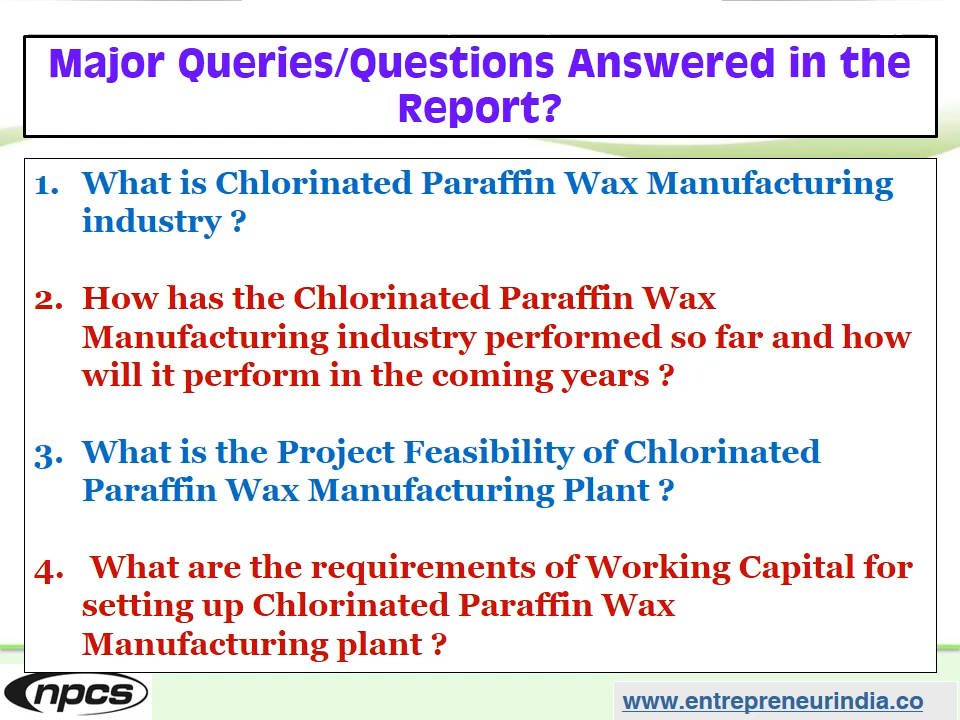 Major Queries/Questions Answered in the
Report?
1. What is Chlorinated Paraffin Wax Manufacturing
industry ?
2. How has the Chlorinated Paraffin Wax
Manufacturing industry performed so far and how
will it perform in the coming years ?
3. What is the Project Feasibility of Chlorinated
Paraffin Wax Manufacturing Plant ?
4. What are the requirements of Working Capital for
setting up Chlorinated Paraffin Wax
Manufacturing plant ?
npcs
www.entrepreneurindia.co